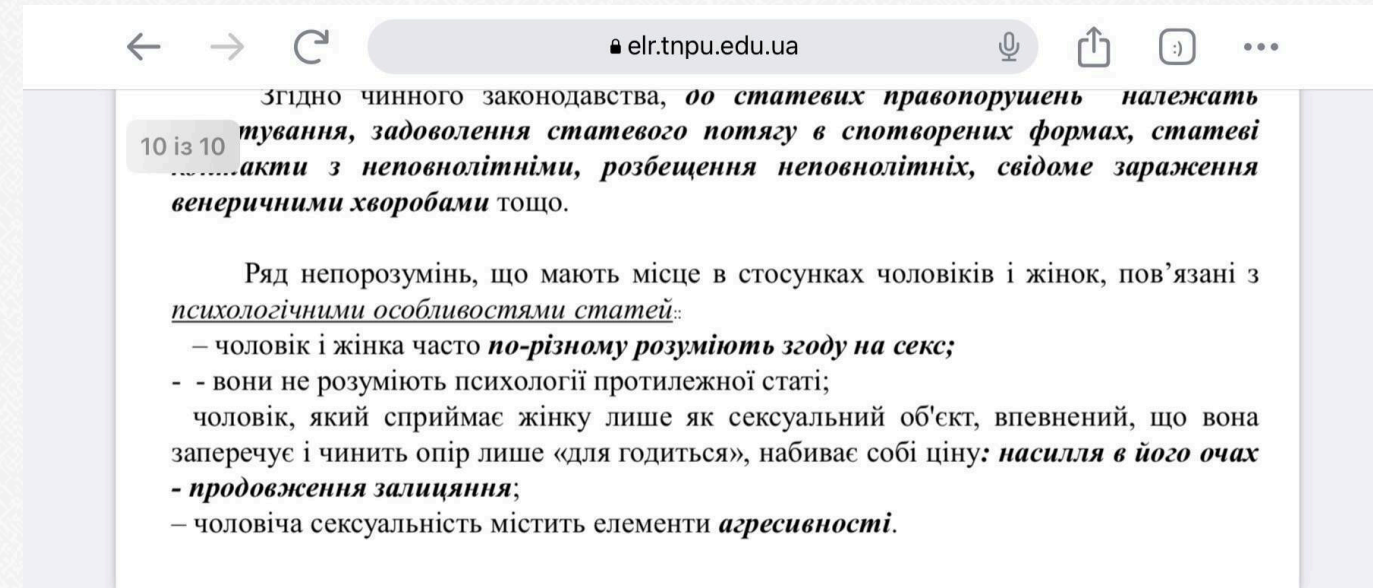 elr.tnpu.edu.ua
Згідно чинного законодавства, до статевих правопорушень належать
10 із 10
тування, задоволення статевого потягу в спотворених формах, статеві
акти з неповнолітніми, розбещення неповнолітніх, свідоме зараження
венеричними хворобами тощо.
Ряд непорозумінь, що мають місце в стосунках чоловіків і жінок, пов’язані з
психологічними особливостями статей::
– чоловік і жінка часто по-різному розуміють згоду на секс;
- - вони не розуміють психології протилежної статі;
чоловік, який сприймає жінку лише як сексуальний об'єкт, впевнений, що вона
заперечує і чинить опір лише «для годиться», набиває собі ціну: насилля в його очах
- продовження залицяння;
– чоловіча сексуальність містить елементи агресивності.